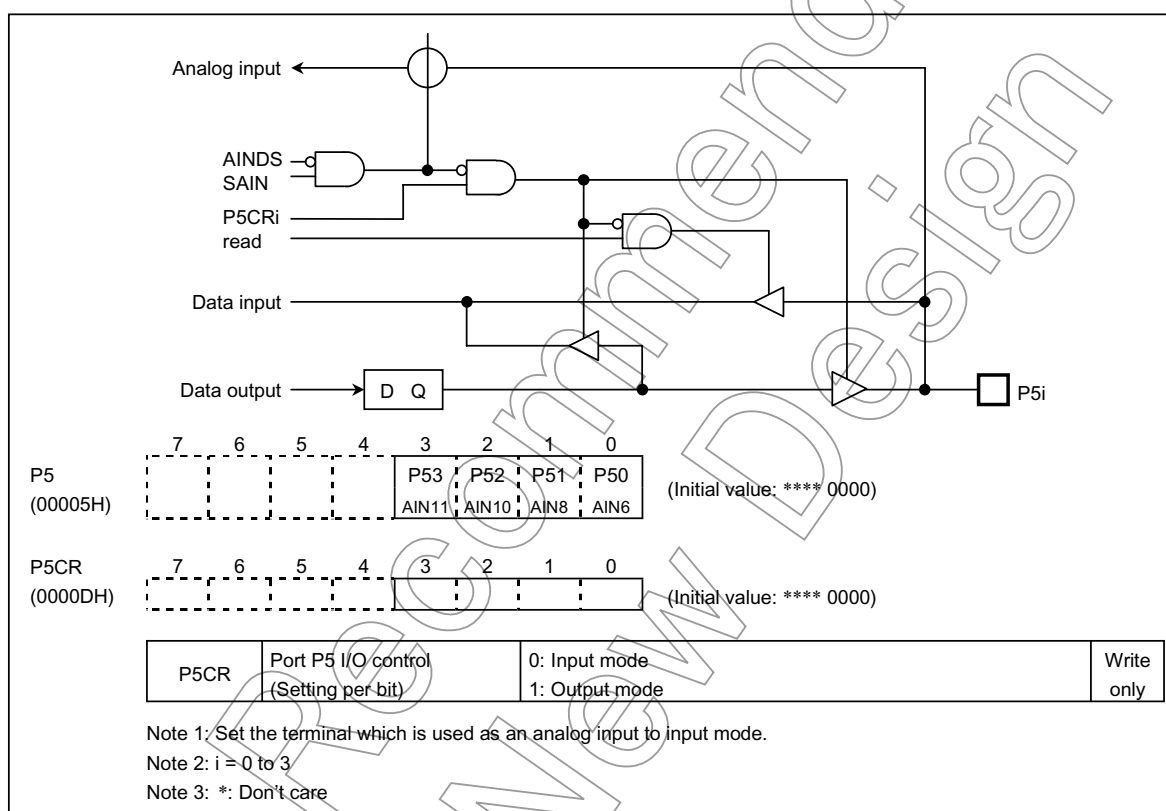 Analog input
AINDS
SAIN
P5CRi
read
Data input
Data output
D Q
P5i
7 6 5 4 3 2 1 0
P5
(00005H)
P53 P52 P51 P50
AIN11 AIN10 AIN8 AIN6
(Initial value: **** 0000)
P5CR
(0000DH)
7 6 5 4 3 2 1 0
(Initial value: **** 0000)
P5CR
Port P5 I/O control
(Setting per bit)
0: Input mode
1: Output mode
Write
only
Note 1: Set the terminal which is used as an analog input to input mode.
Note 2: i = 0 to 3
Note 3: *: Don't care
Recommend
New Design